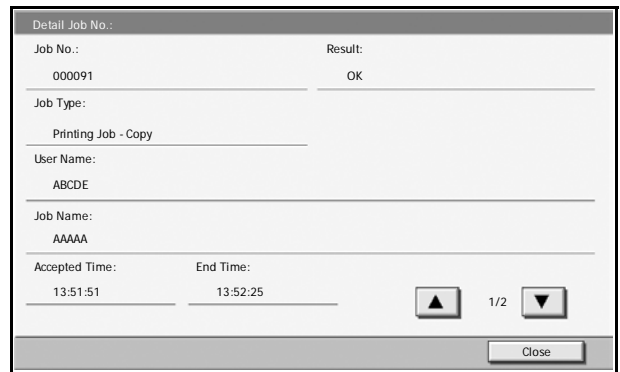 Detail Job No.:
Job No.: Result:
000091 OK
Job Type:
Printing Job - Copy
User Name:
ABCDE
Job Name:
AAAAA
Accepted Time: End Time:
13:51:51 13:52:25
1/2
Close